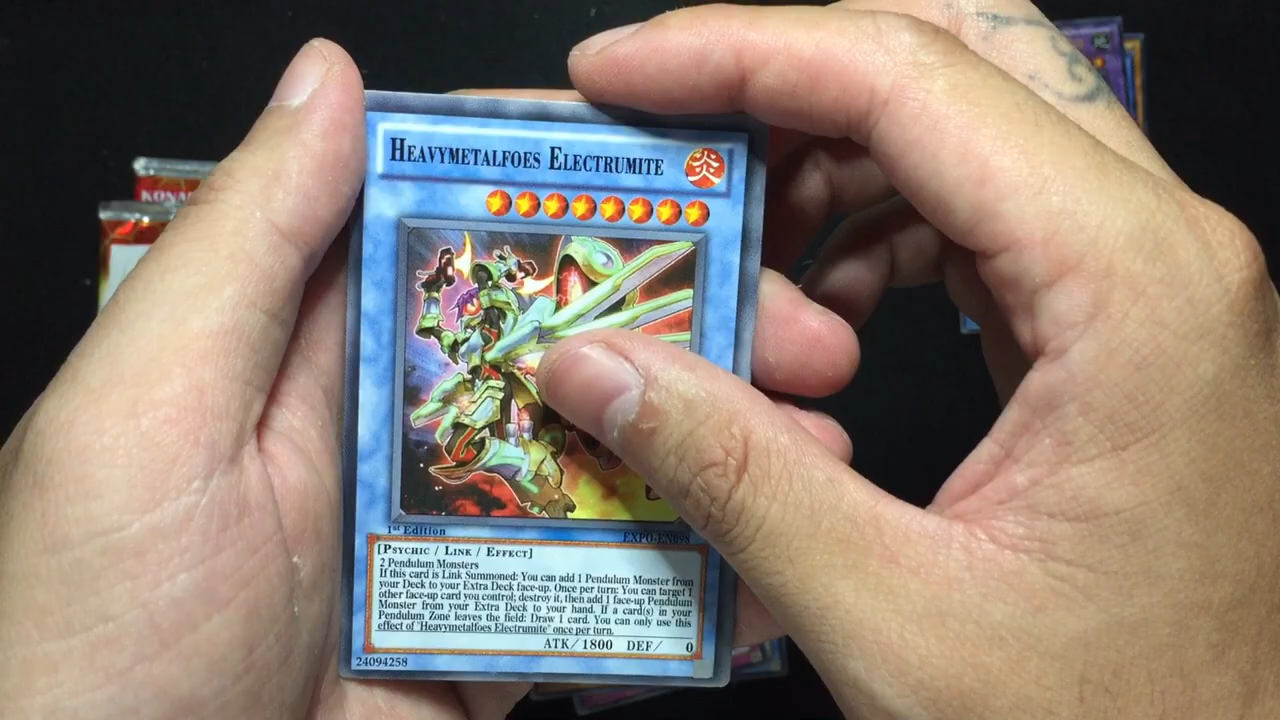 KONA
HEAVYMETALFOES ELECTRUMITE
炎
1st Edition
EXPO-EN098
[PSYCHIC / LINK / EFFECT]
2 Pendulum Monsters
If this card is Link Summoned: You can add 1 Pendulum Monster from
your Deck to your Extra Deck face-up. Once per turn: You can target 1
other face-up card you control; destroy it, then add 1 face-up Pendulum
Monster from your Extra Deck to your hand. If a card(s) in your
Pendulum Zone leaves the field: Draw 1 card. You can only use this
effect of "Heavymetalfoes Electrumite" once per turn.
ATK/ 1800 DEF/ 0
24094258